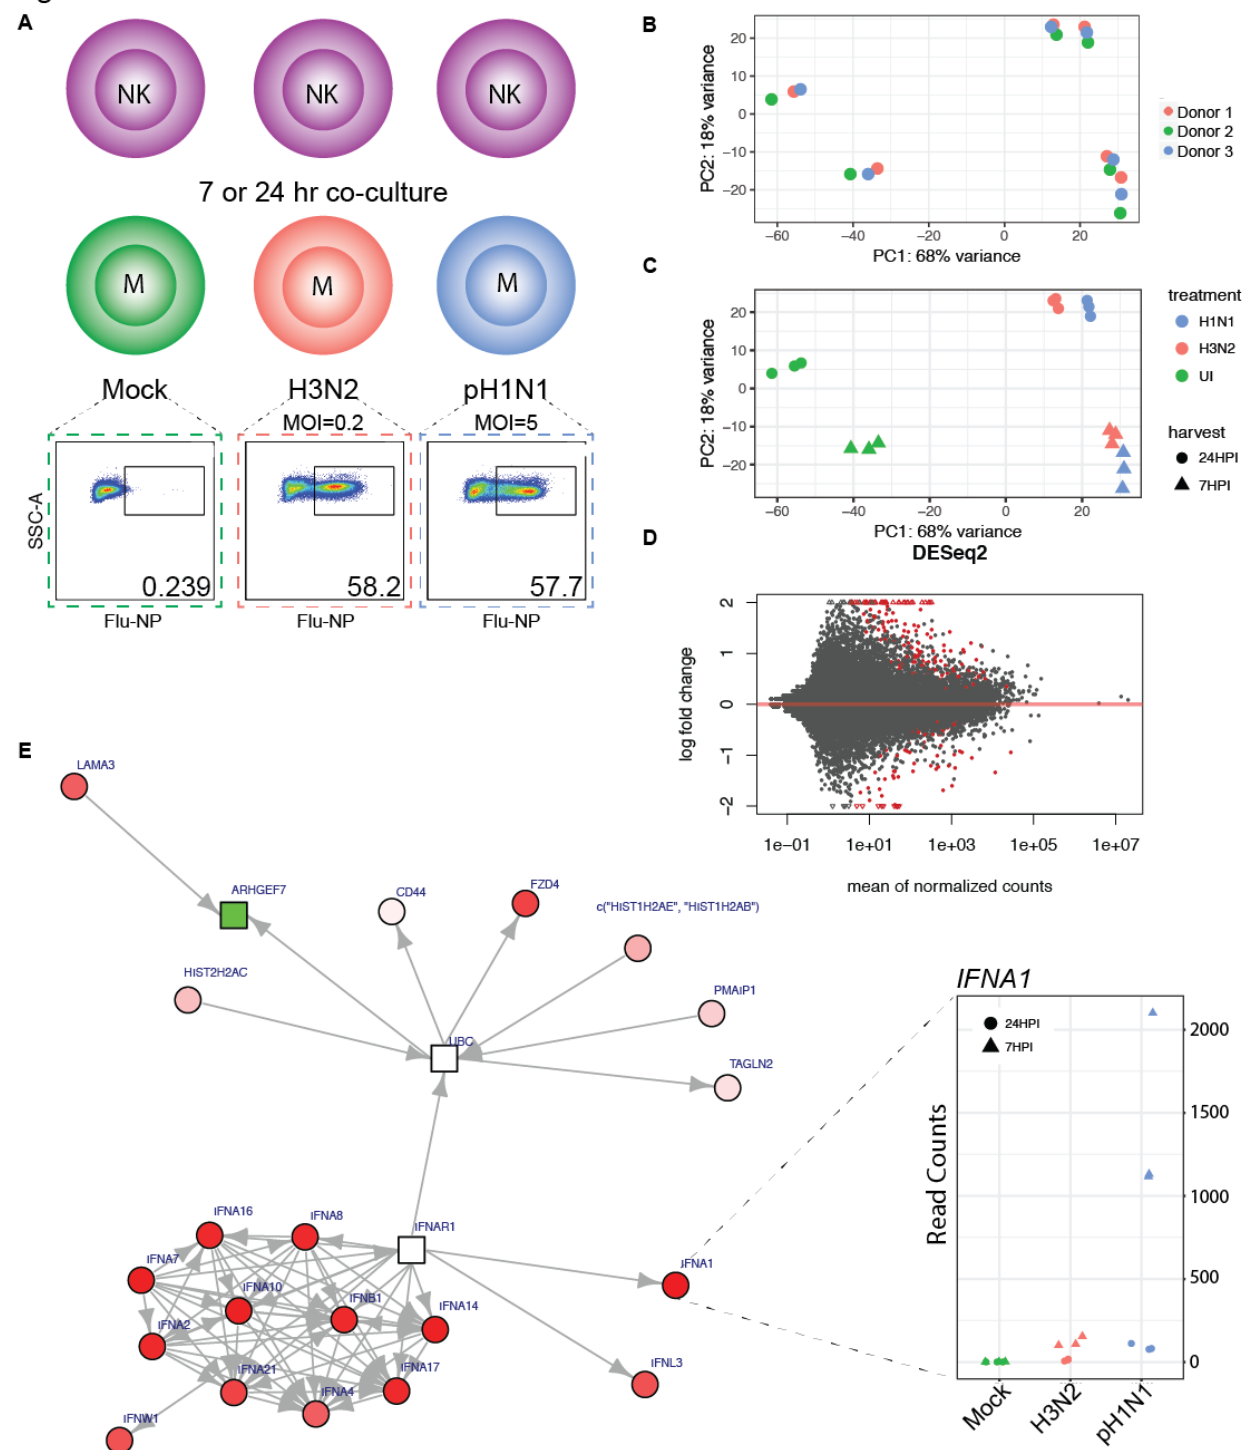 A
NK
NK
NK
7 or 24 hr co-culture
M
M
M
Mock
H3N2
pH1N1
MOI=0.2
MOI=5
SSC-A
0.239
58.2
57.7
Flu-NP
Flu-NP
Flu-NP
B
PC2: 18% variance
20
10
0
−10
−20
−60
−40
−20
0
20
PC1: 68% variance
Donor 1
Donor 2
Donor 3
C
PC2: 18% variance
20
10
0
−10
−20
−60
−40
−20
0
20
PC1: 68% variance
treatment
H1N1
H3N2
UI
harvest
24HPI
7HPI
D
DESeq2
log fold change
2
1
0
−1
−2
1e−01
1e+01
1e+03
1e+05
1e+07
mean of normalized counts
E
LAMA3
ARHGEF7
CD44
FZD4
c("HiST1H2AE", "HiST1H2AB")
HiST2H2AC
PMAiP1
UBC
TAGLN2
iFNA16
iFNA8
iFNAR1
iFNA7
iFNA10
iFNB1
iFNA14
iFNA1
iFNA2
iFNA21
iFNA4
iFNA17
iFNL3
iFNW1
IFNA1
24HPI
7HPI
Read Counts
2000
1500
1000
500
0
Mock
H3N2
pH1N1